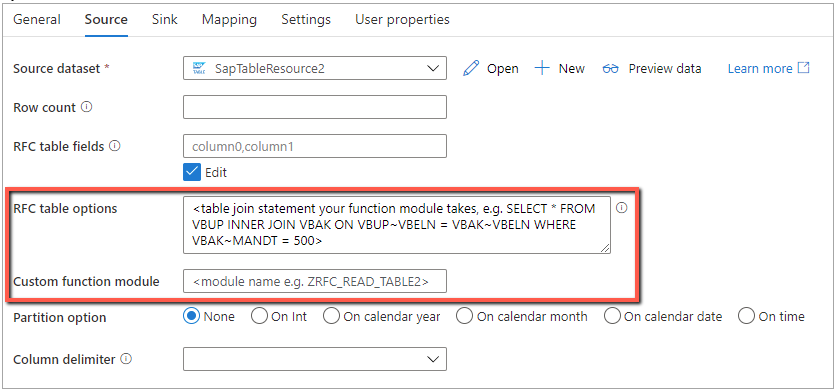 General Source Sink Mapping Settings User properties
Source dataset * SAP TABLE SapTableResource2 Open New Preview data Learn more
Row count
RFC table fields column0,column1
Edit
RFC table options <table join statement your function module takes, e.g. SELECT * FROM
VBUP INNER JOIN VBAK ON VBUP~VBELN = VBAK~VBELN WHERE
VBAK~MANDT = 500>
Custom function module <module name e.g. ZRFC_READ_TABLE2>
Partition option None On Int On calendar year On calendar month On calendar date On time
Column delimiter